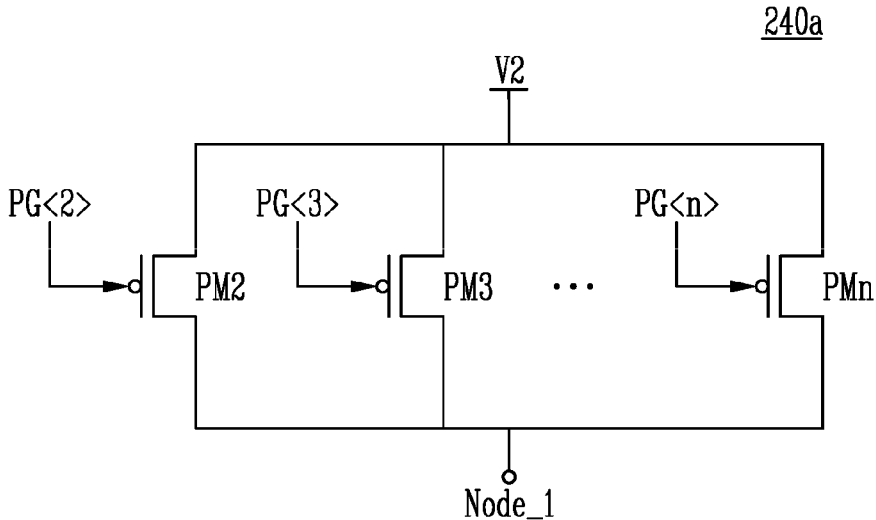 240a
V2
PG<2>
PG<3>
PG<n>
PM2
PM3
...
PMn
Node_1